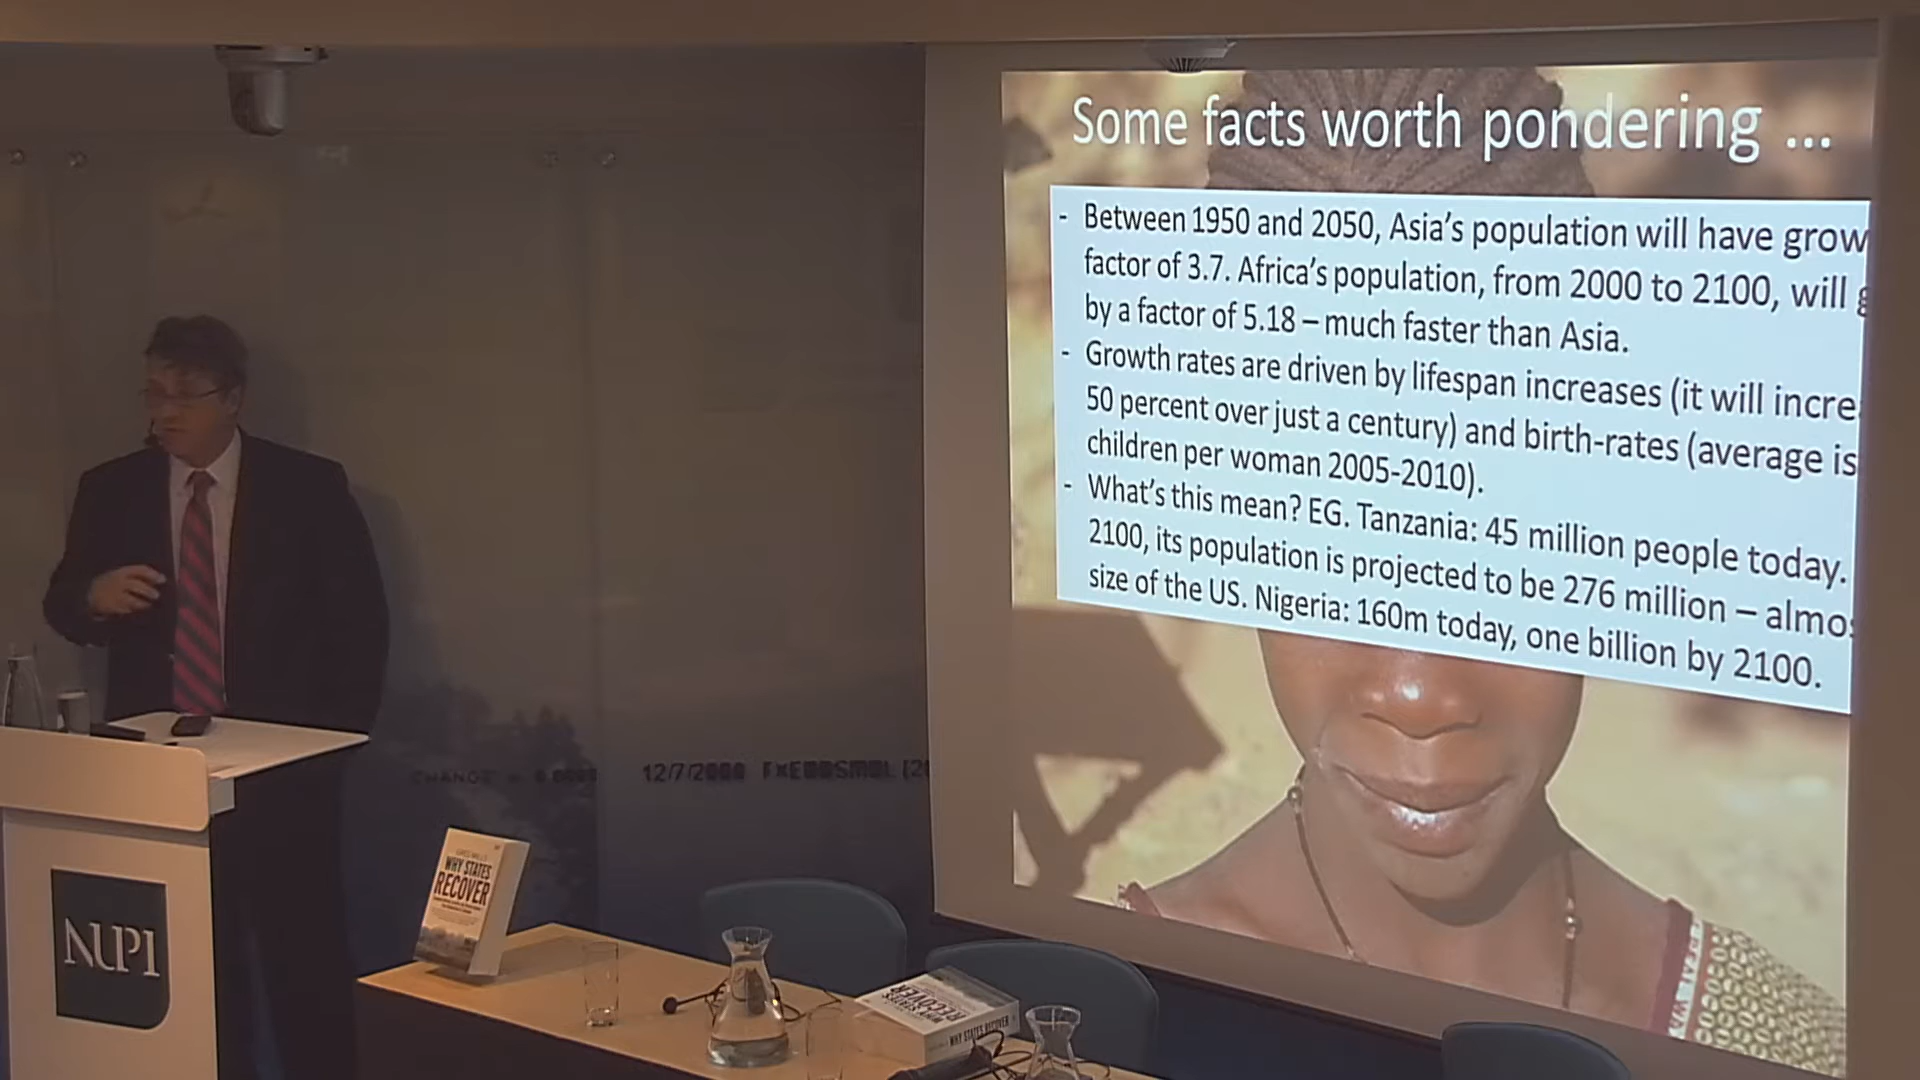 Some facts worth pondering ...
- Between 1950 and 2050, Asia's population will have grow
factor of 3.7. Africa's population, from 2000 to 2100, will
by a factor of 5.18 – much faster than Asia.
- Growth rates are driven by lifespan increases (it will incre
50 percent over just a century) and birth-rates (average is
children per woman 2005-2010).
- What's this mean? EG. Tanzania: 45 million people today.
2100, its population is projected to be 276 million – almo
size of the US. Nigeria: 160m today, one billion by 2100.
CHANGE
12/7/2000
GREG MILLS
WHY STATES
RECOVER
NUPI
WHY STATES
RECOVER
WHY STATES RECOVER